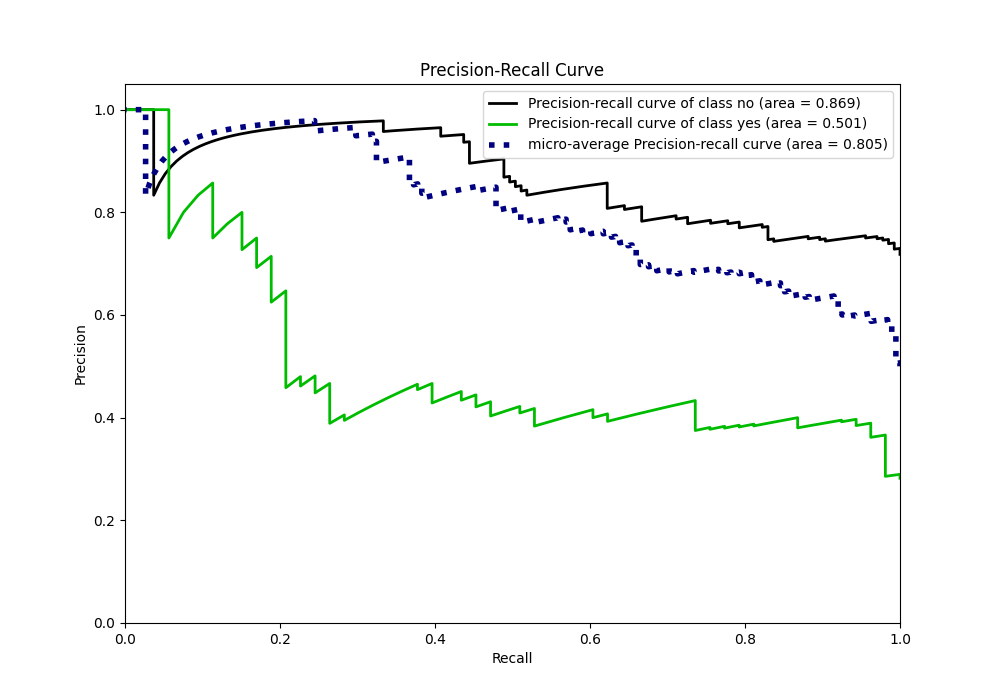 Precision-Recall Curve
Precision-recall curve of class no (area = 0.869)
Precision-recall curve of class yes (area = 0.501)
micro-average Precision-recall curve (area = 0.805)
1.0
0.8
0.6
0.4
0.2
0.0
Precision
0.0 0.2 0.4 0.6 0.8 1.0
Recall